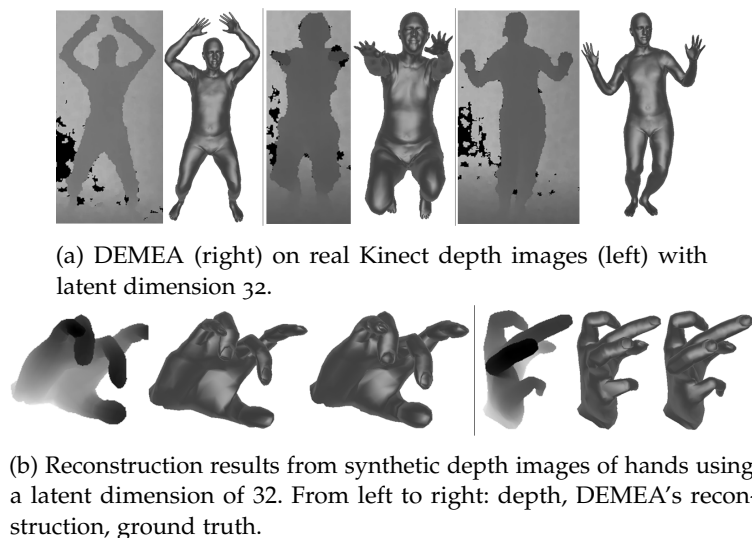 (a) DEMEA (right) on real Kinect depth images (left) with
latent dimension 32.
(b) Reconstruction results from synthetic depth images of hands using
a latent dimension of 32. From left to right: depth, DEMEA's recon-
struction, ground truth.